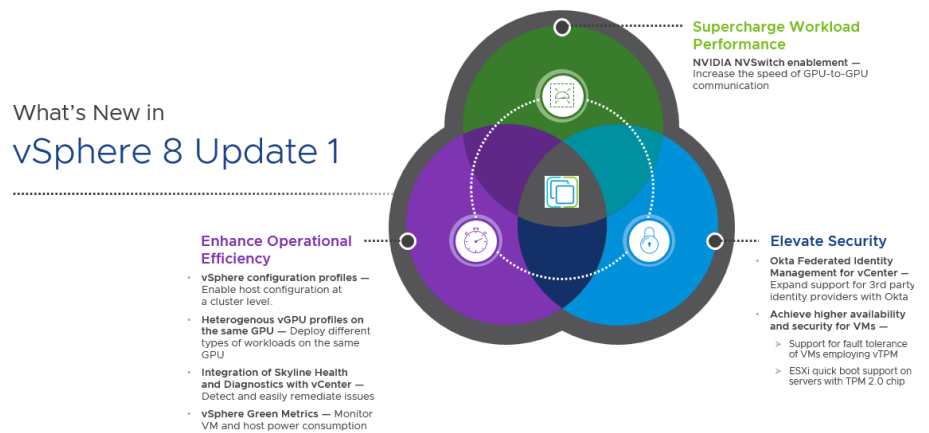 What's New in
vSphere 8 Update 1
Supercharge Workload
Performance
NVIDIA NVSwitch enablement —
Increase the speed of GPU-to-GPU
communication
Enhance Operational
Efficiency
• vSphere configuration profiles —
Enable host configuration at
a cluster level.
• Heterogenous vGPU profiles on
the same GPU — Deploy different
types of workloads on the same
GPU
• Integration of Skyline Health
and Diagnostics with vCenter —
Detect and easily remediate issues
• vSphere Green Metrics — Monitor
VM and host power consumption
Elevate Security
• Okta Federated Identity
Management for vCenter —
Expand support for 3rd party
identity providers with Okta
• Achieve higher availability
and security for VMs —
➢ Support for fault tolerance
of VMs employing vTPM
➢ ESXi quick boot support on
servers with TPM 2.0 chip